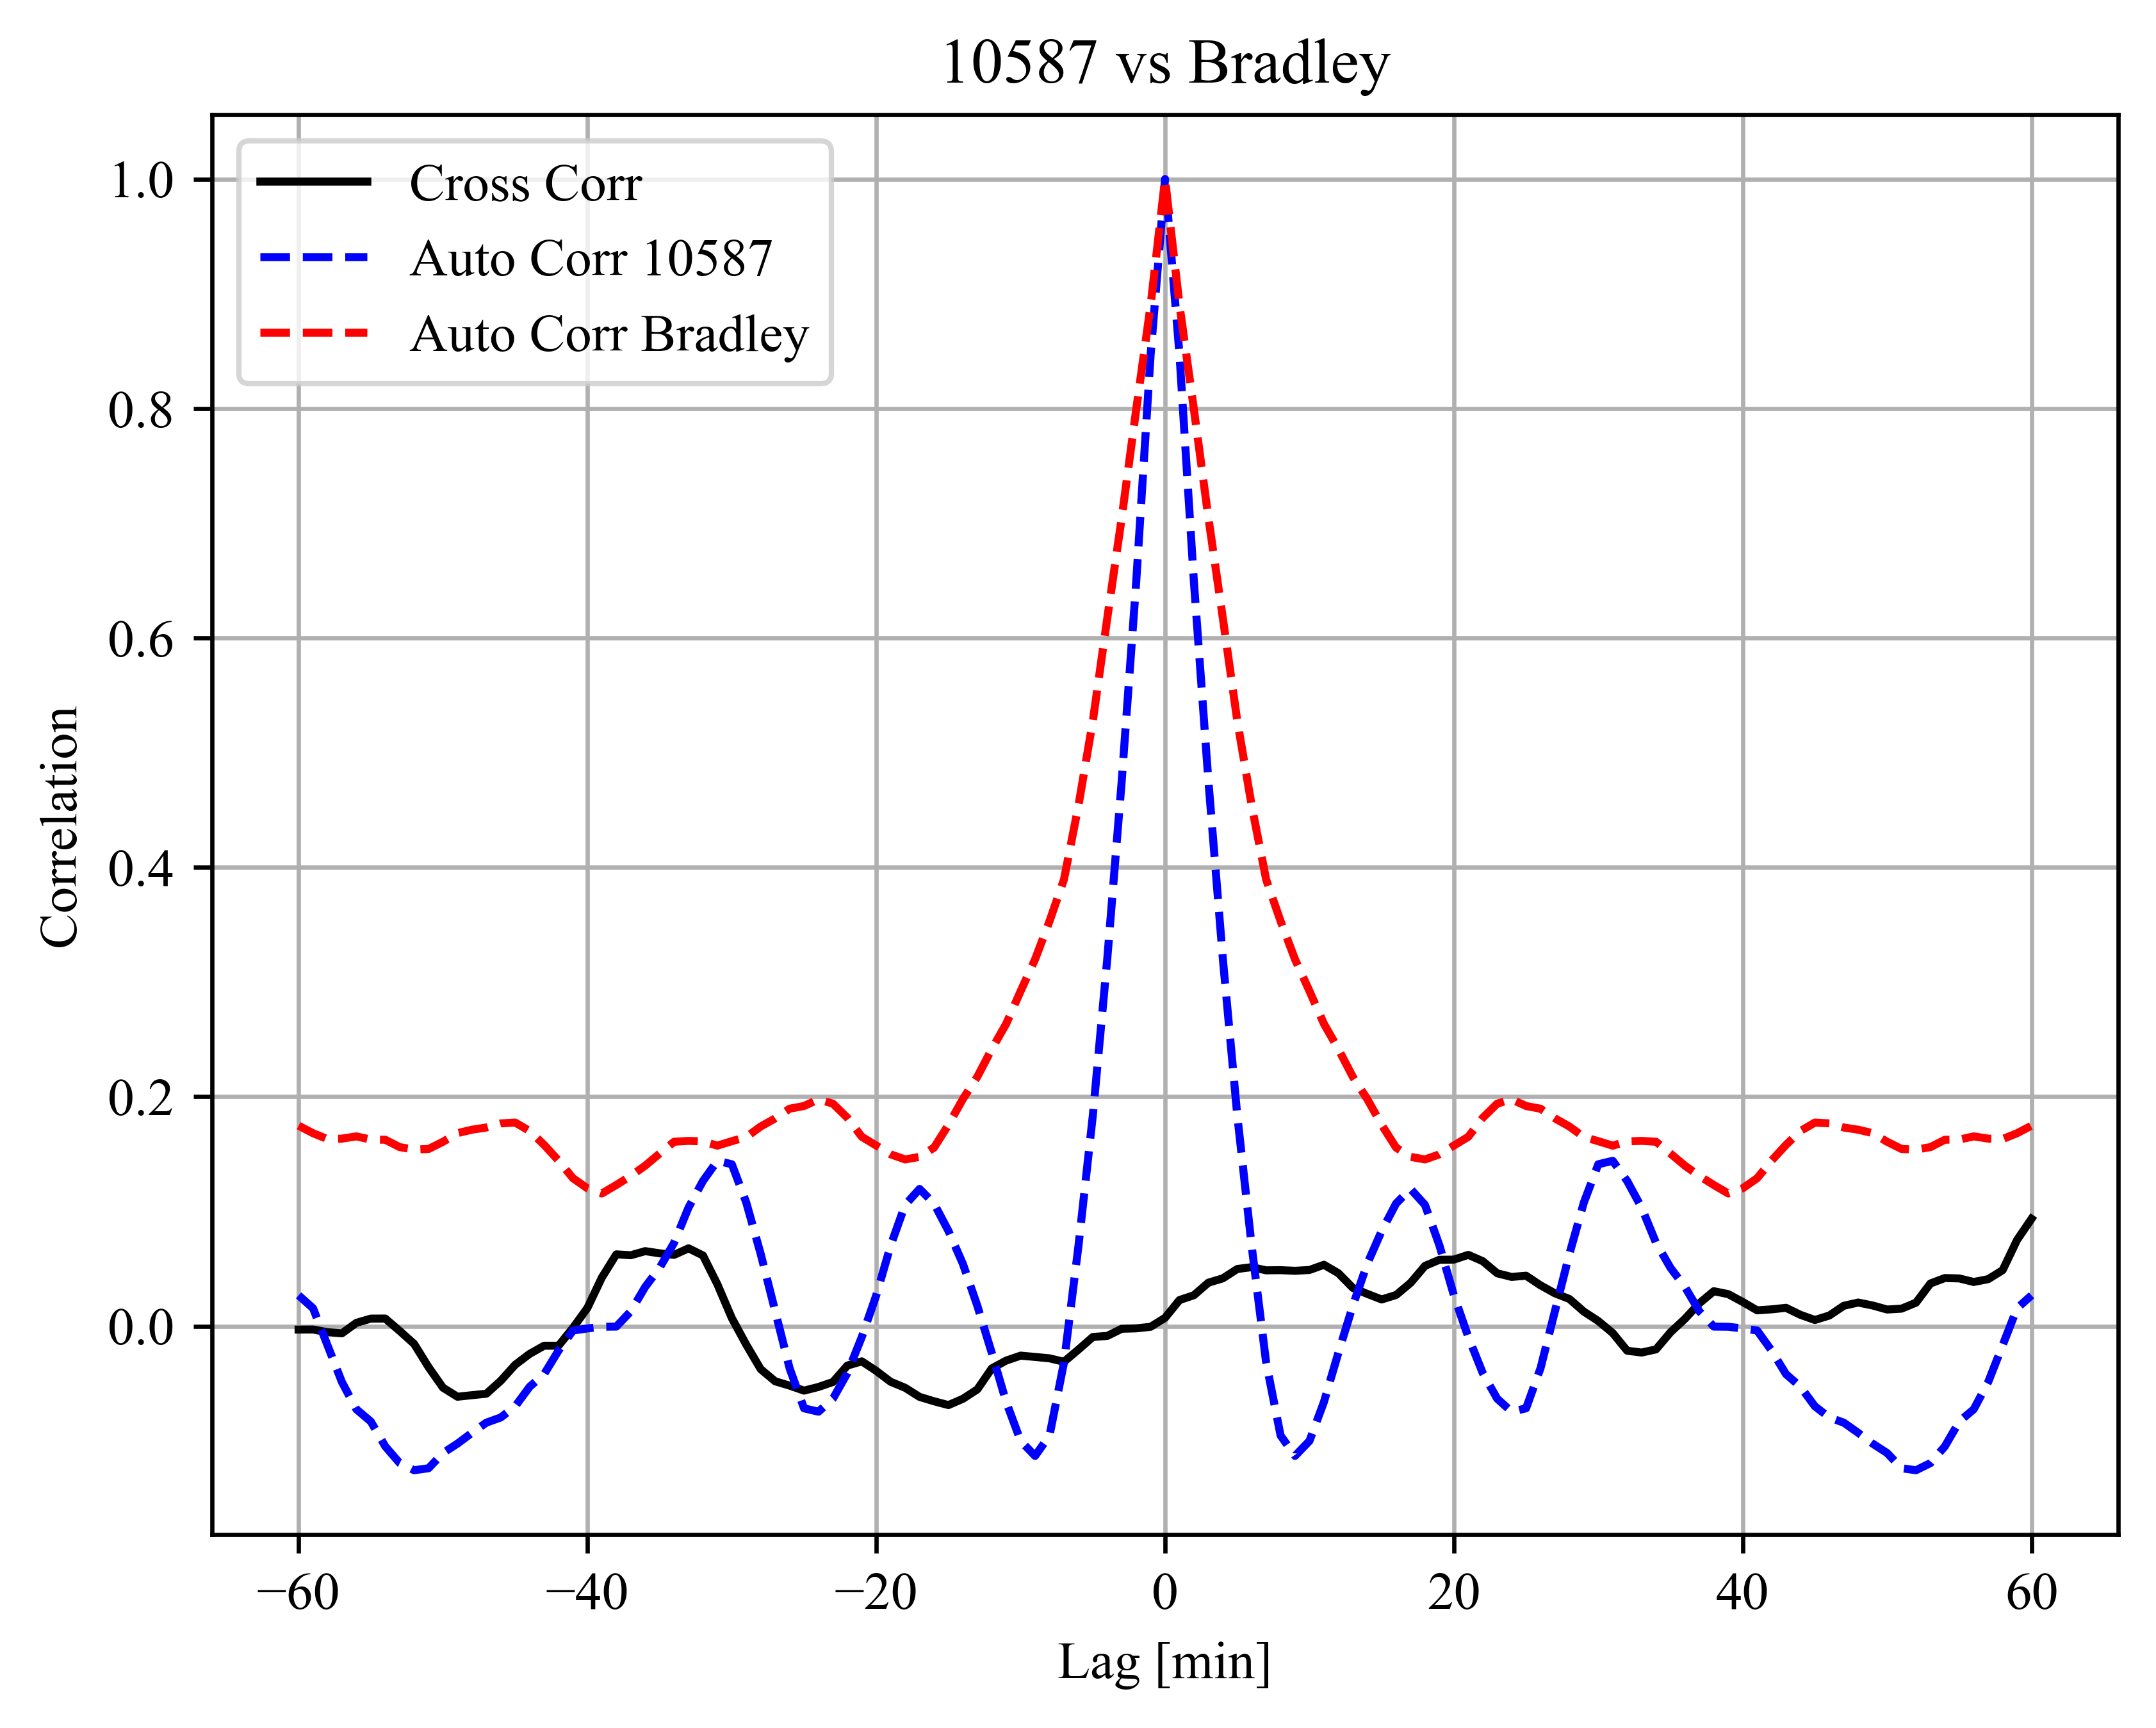 10587 vs Bradley
Cross Corr
Auto Corr 10587
Auto Corr Bradley
1.0
0.8
0.6
0.4
0.2
0.0
Correlation
−60 −40 −20 0 20 40 60
Lag [min]